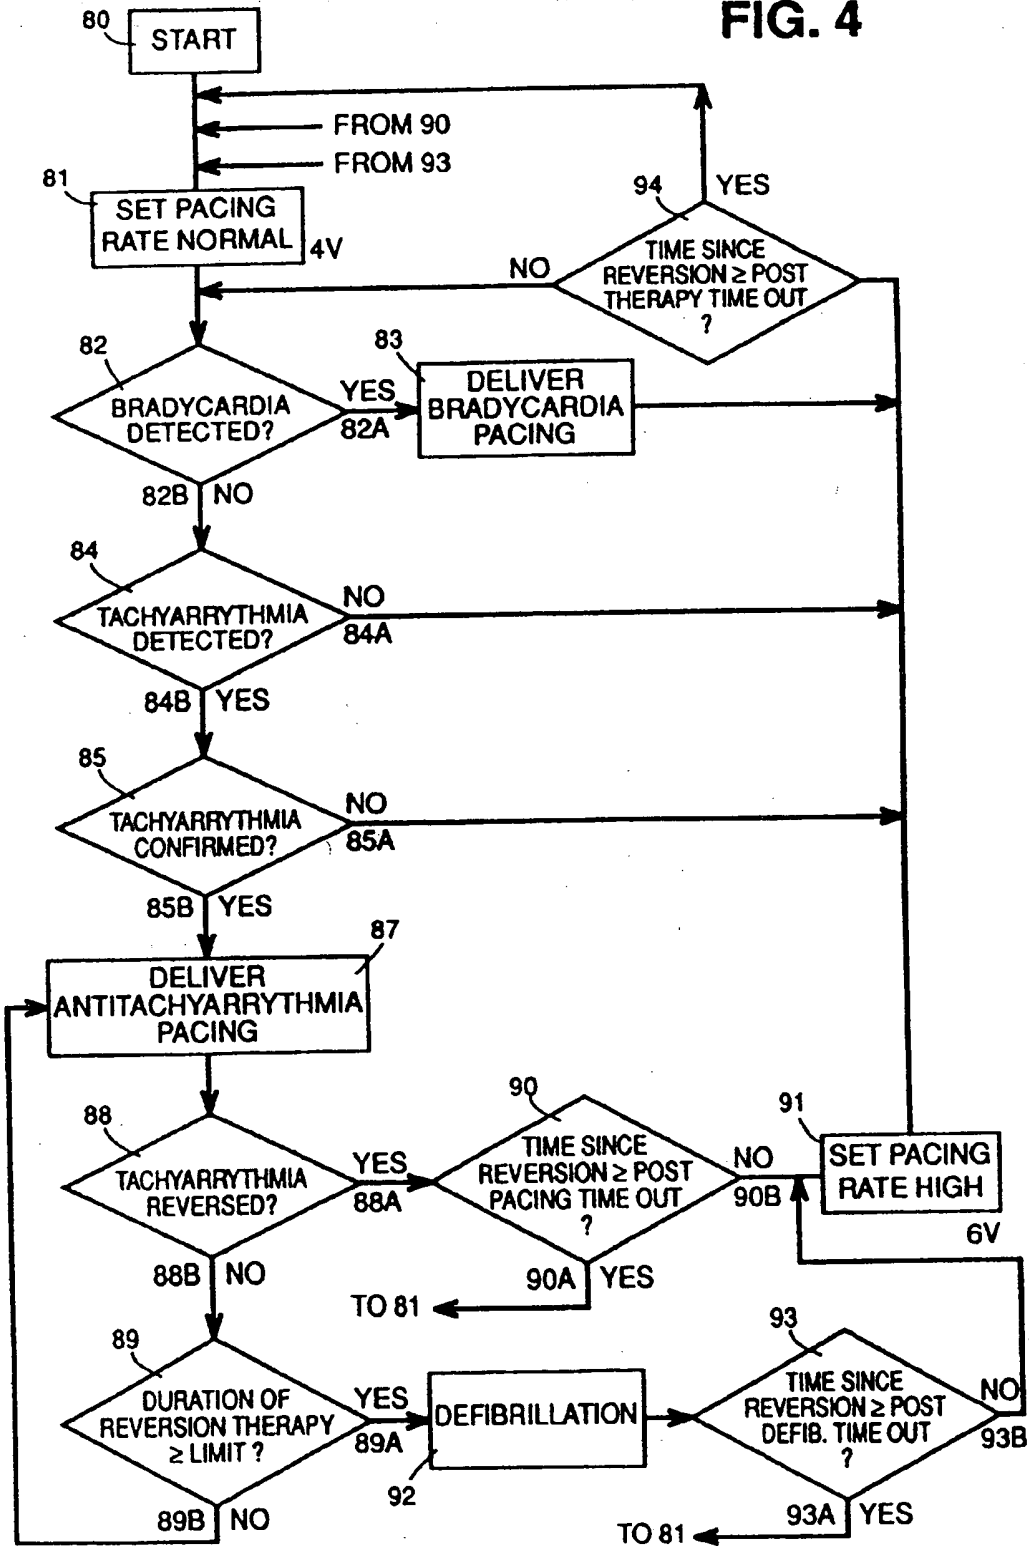 FIG. 4
80
START
FROM 90
FROM 93
81
SET PACING
RATE NORMAL
4V
94
YES
TIME SINCE
REVERSION ≥ POST
THERAPY TIME OUT
?
NO
82
BRADYCARDIA
DETECTED?
YES
82A
83
DELIVER
BRADYCARDIA
PACING
82B NO
84
TACHYARRYTHMIA
DETECTED?
NO
84A
84B YES
85
TACHYARRYTHMIA
CONFIRMED?
NO
85A
85B YES
87
DELIVER
ANTITACHYARRYTHMIA
PACING
88
TACHYARRYTHMIA
REVERSED?
YES
88A
90
TIME SINCE
REVERSION ≥ POST
PACING TIME OUT
?
NO
90B
91
SET PACING
RATE HIGH
6V
88B NO
90A YES
TO 81
89
DURATION OF
REVERSION THERAPY
≥ LIMIT ?
YES
89A
DEFIBRILLATION
92
93
TIME SINCE
REVERSION ≥ POST
DEFIB. TIME OUT
?
NO
93B
89B NO
93A YES
TO 81